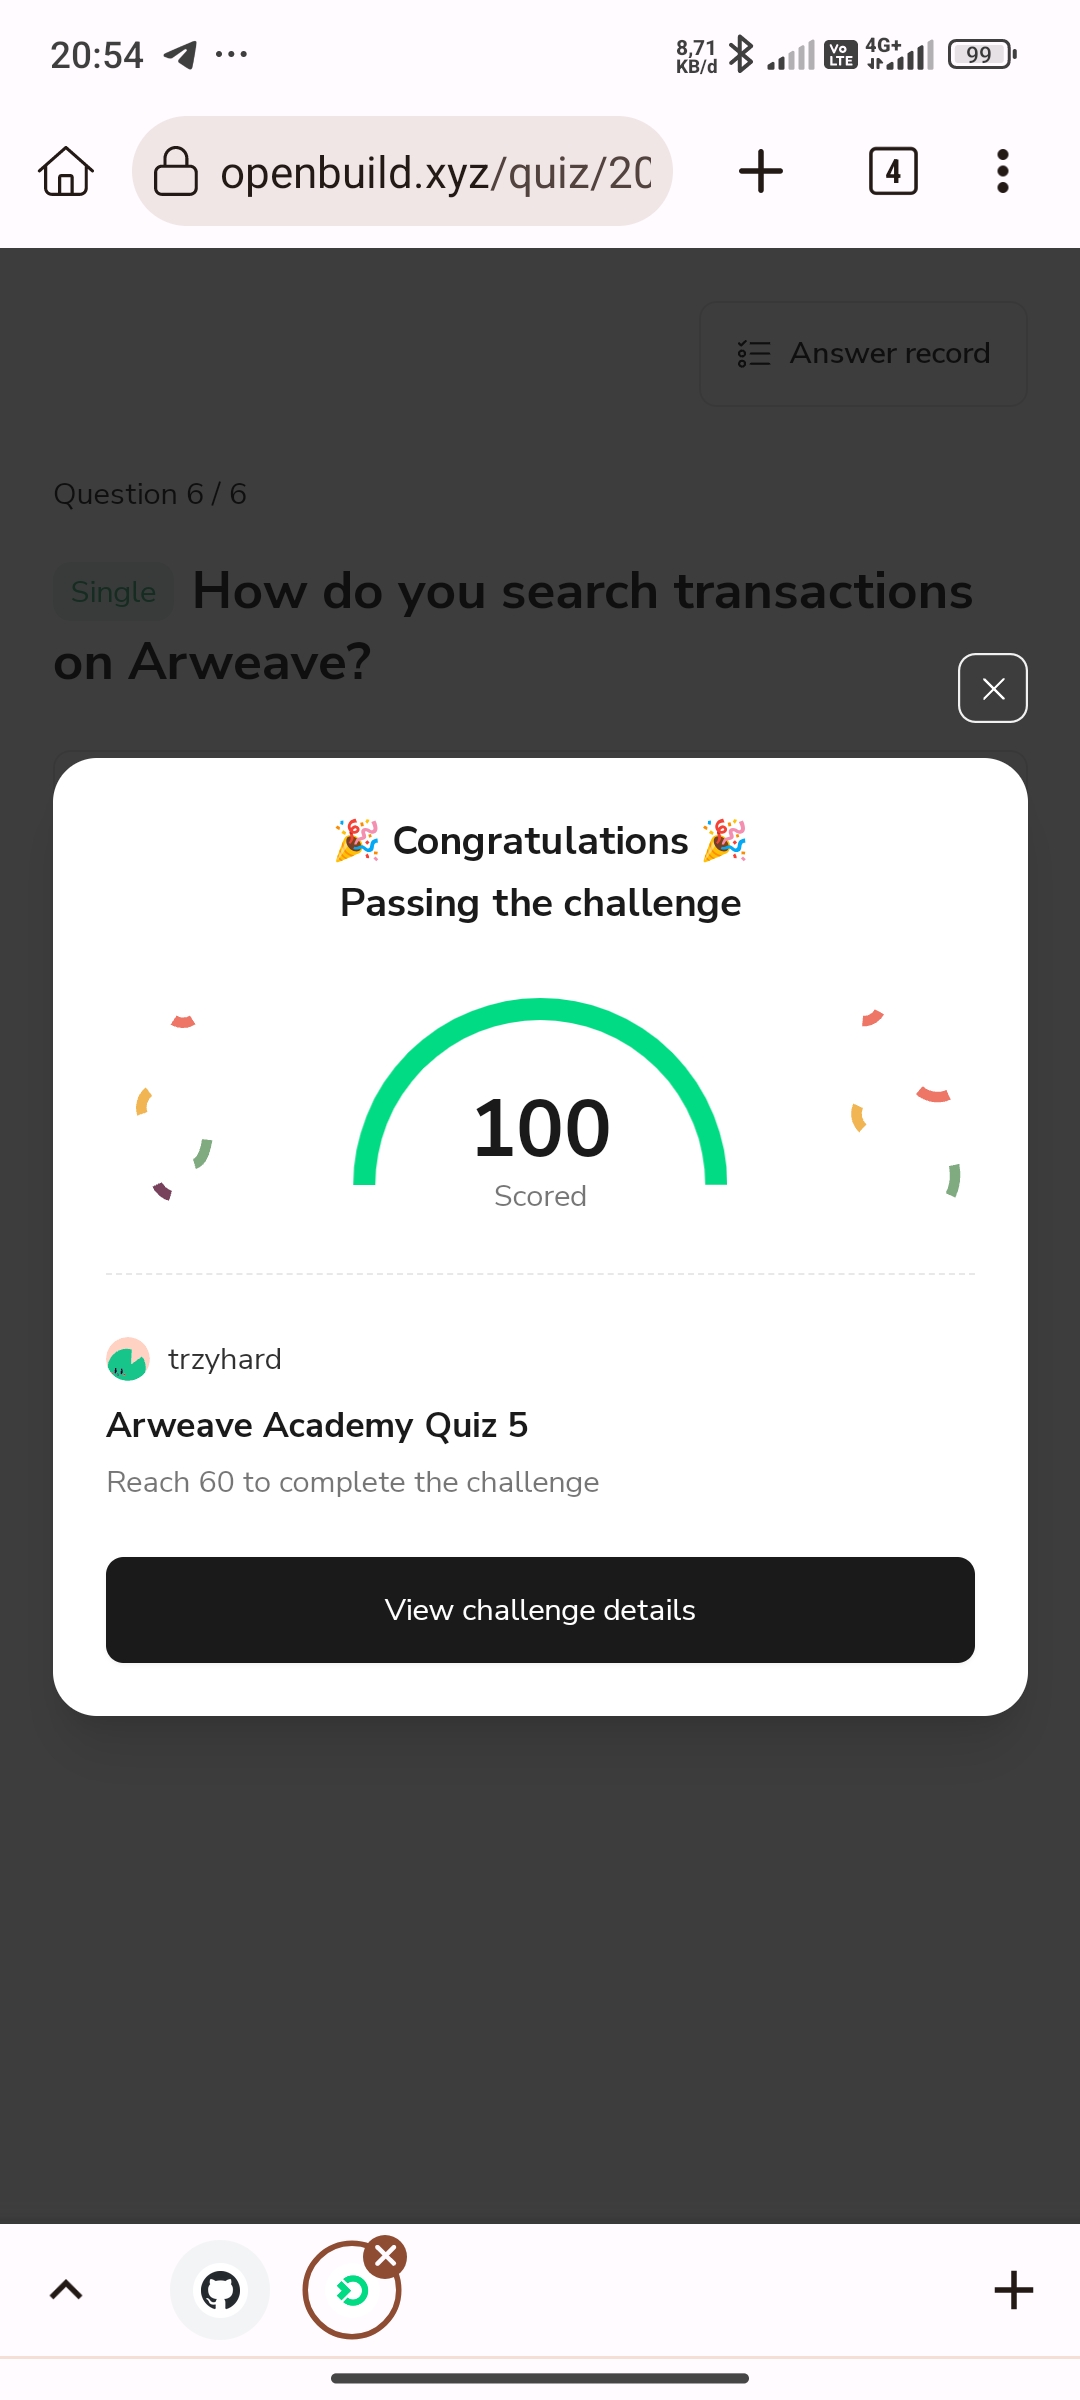 20:54
8,71
KB/d
Vo
LTE
4G+
99
openbuild.xyz/quiz/20
4
Answer record
Question 6 / 6
Single How do you search transactions
on Arweave?
🎉 Congratulations 🎉
Passing the challenge
100
Scored
trzyhard
Arweave Academy Quiz 5
Reach 60 to complete the challenge
View challenge details